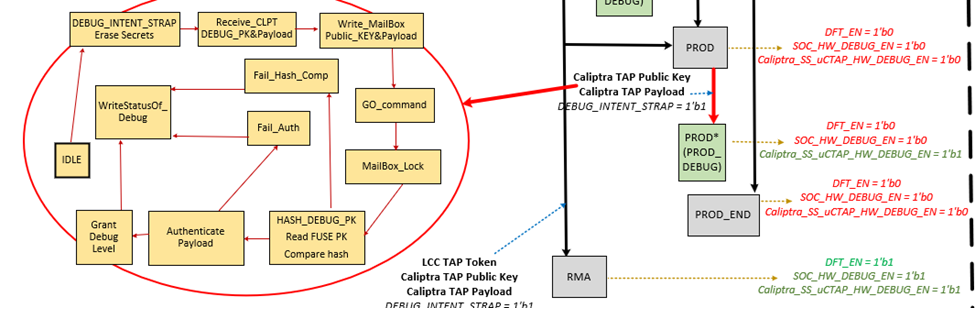 DEBUG)
DEBUG_INTENT_STRAP
Erase Secrets
Receive_CLPT
DEBUG_PK&Payload
Write_MailBox
Public_KEY&Payload
Fail_Hash_Comp
WriteStatusOf_
Debug
Fail_Auth
GO_command
IDLE
MailBox_Lock
Grant
Debug
Level
Authenticate
Payload
HASH_DEBUG_PK
Read FUSE PK
Compare hash
PROD
DFT_EN = 1'b0
SOC_HW_DEBUG_EN = 1'b0
Caliptra_SS_uCTAP_HW_DEBUG_EN = 1'b0
Caliptra TAP Public Key
Caliptra TAP Payload
DEBUG_INTENT_STRAP = 1'b1
PROD*
(PROD_
DEBUG)
DFT_EN = 1'b0
SOC_HW_DEBUG_EN = 1'b0
Caliptra_SS_uCTAP_HW_DEBUG_EN = 1'b1
PROD_END
DFT_EN = 1'b0
SOC_HW_DEBUG_EN = 1'b0
Caliptra_SS_uCTAP_HW_DEBUG_EN = 1'b0
LCC TAP Token
Caliptra TAP Public Key
Caliptra TAP Payload
DEBUG_INTENT_STRAP = 1'b1
RMA
DFT_EN = 1'b1
SOC_HW_DEBUG_EN = 1'b1
Caliptra_SS_uCTAP_HW_DEBUG_EN = 1'b1